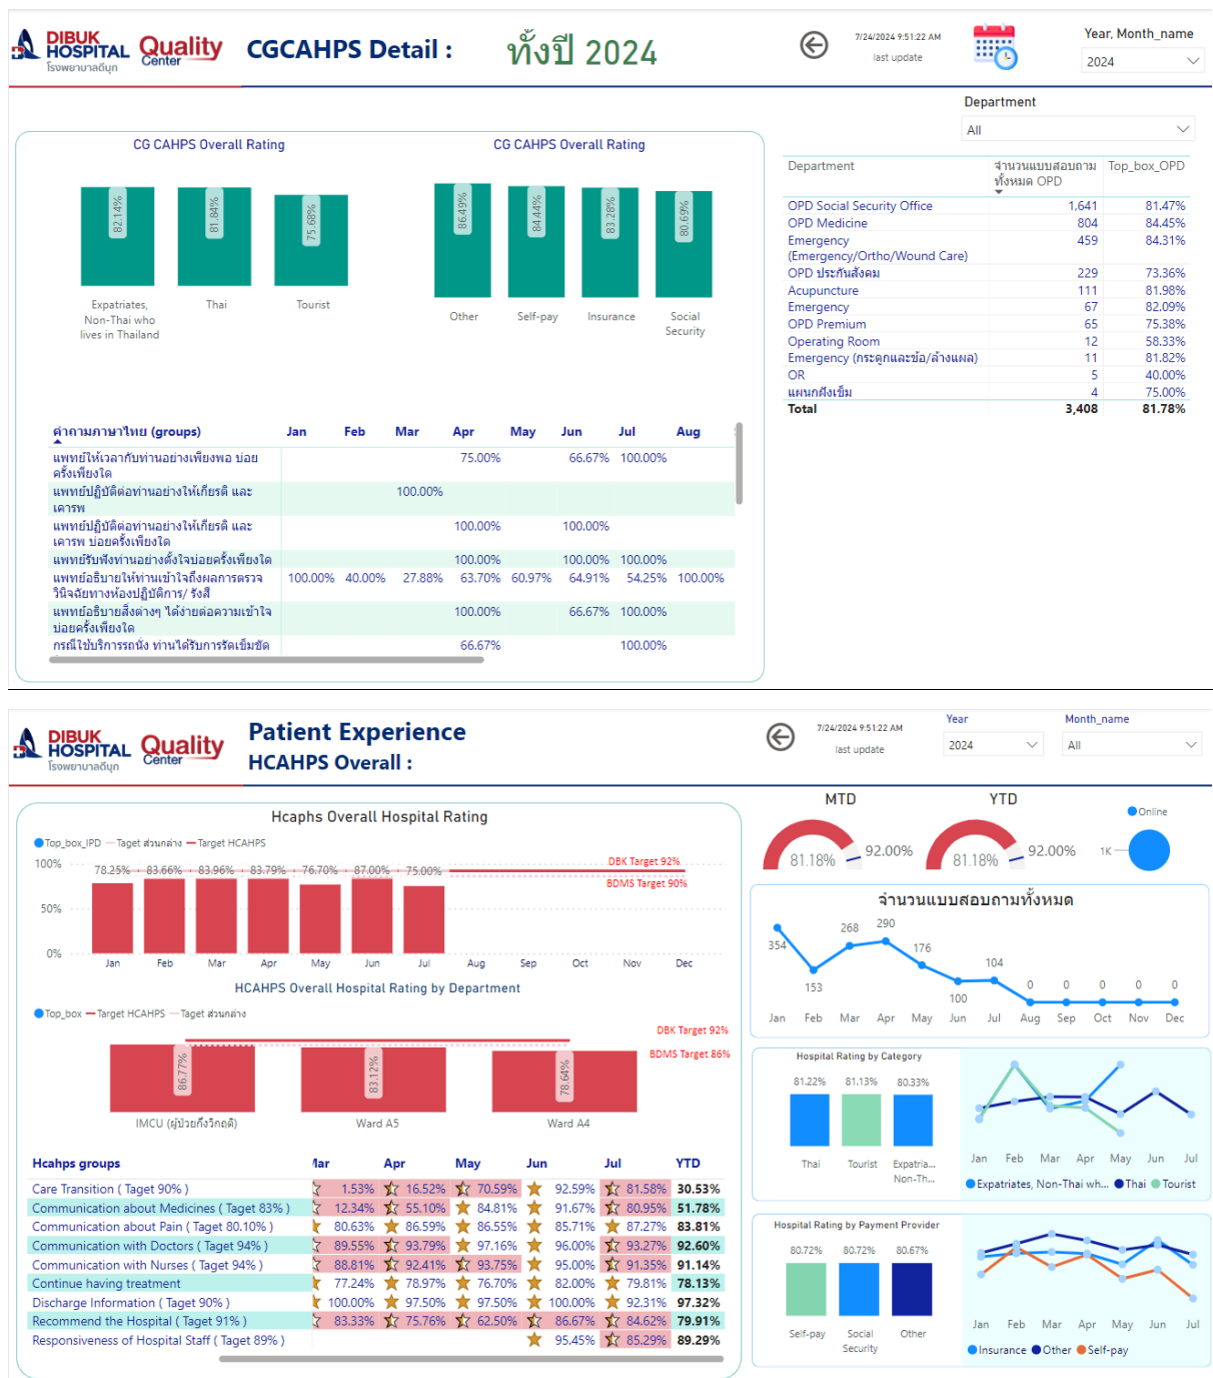 DIBUK
HOSPITAL
โรงพยาบาลดีบุก
Quality
Center
CGCAHPS Detail :
ทั้งปี 2024
7/24/2024 9:51:22 AM
last update
Year, Month_name
2024
Department
All
CG CAHPS Overall Rating
82.14% 81.84% 75.68%
Expatriates, Non-Thai who lives in Thailand
Thai
Tourist
CG CAHPS Overall Rating
86.49% 84.44% 83.28% 80.69%
Other
Self-pay
Insurance
Social Security
Department จำนวนแบบสอบถามทั้งหมด OPD Top_box_OPD
OPD Social Security Office 1,641 81.47%
OPD Medicine 804 84.45%
Emergency (Emergency/Ortho/Wound Care) 459 84.31%
OPD ประกันสังคม 229 73.36%
Acupuncture 111 81.98%
Emergency 67 82.09%
OPD Premium 65 75.38%
Operating Room 12 58.33%
Emergency (กระดูกและข้อ/ล้างแผล) 11 81.82%
OR 5 40.00%
แผนกฝังเข็ม 4 75.00%
Total 3,408 81.78%
คำถามภาษาไทย (groups) Jan Feb Mar Apr May Jun Jul Aug
แพทย์ให้เวลากับท่านอย่างเพียงพอ บ่อย
ครั้งเพียงใด 75.00% 66.67% 100.00%
แพทย์ปฏิบัติต่อท่านอย่างให้เกียรติ และ
เคารพ 100.00%
แพทย์ปฏิบัติต่อท่านอย่างให้เกียรติ และ
เคารพ บ่อยครั้งเพียงใด 100.00% 100.00%
แพทย์รับฟังท่านอย่างตั้งใจบ่อยครั้งเพียงใด 100.00% 100.00% 100.00%
แพทย์อธิบายให้ท่านเข้าใจถึงผลการตรวจ
วินิจฉัยทางห้องปฏิบัติการ/ รังสี 100.00% 40.00% 27.88% 63.70% 60.97% 64.91% 54.25% 100.00%
แพทย์อธิบายสิ่งต่างๆ ได้ง่ายต่อความเข้าใจ
บ่อยครั้งเพียงใด 100.00% 66.67% 100.00%
กรณีใช้บริการรถนั่ง ท่านได้รับการรัดเข็มขัด 66.67% 100.00%
DIBUK
HOSPITAL
โรงพยาบาลดีบุก
Quality
Center
Patient Experience
HCAHPS Overall :
7/24/2024 9:51:22 AM
last update
Year
2024
Month_name
All
Hcaphs Overall Hospital Rating
Top_box_IPD Taget ส่วนกลาง Target HCAHPS
100%
50%
0%
78.25% 83.66% 83.96% 83.79% 76.70% 87.00% 75.00%
DBK Target 92%
BDMS Target 90%
Jan Feb Mar Apr May Jun Jul Aug Sep Oct Nov Dec
HCAHPS Overall Hospital Rating by Department
Top_box Target HCAHPS Taget ส่วนกลาง
DBK Target 92%
BDMS Target 86%
86.77% 83.12% 78.64%
IMCU (ผู้ป่วยกึ่งวิกฤติ) Ward A5 Ward A4
Hcahps groups Mar Apr May Jun Jul YTD
Care Transition ( Taget 90% ) 1.53% 16.52% 70.59% 92.59% 81.58% 30.53%
Communication about Medicines ( Taget 83% ) 12.34% 55.10% 84.81% 91.67% 80.95% 51.78%
Communication about Pain ( Taget 80.10% ) 80.63% 86.59% 86.55% 85.71% 87.27% 83.81%
Communication with Doctors ( Taget 94% ) 89.55% 93.79% 97.16% 96.00% 93.27% 92.60%
Communication with Nurses ( Taget 94% ) 88.81% 92.41% 93.75% 95.00% 91.35% 91.14%
Continue having treatment 77.24% 78.97% 76.70% 82.00% 79.81% 78.13%
Discharge Information ( Taget 90% ) 100.00% 97.50% 97.50% 100.00% 92.31% 97.32%
Recommend the Hospital ( Taget 91% ) 83.33% 75.76% 62.50% 86.67% 84.62% 79.91%
Responsiveness of Hospital Staff ( Taget 89% ) 95.45% 85.29% 89.29%
MTD
81.18% 92.00%
YTD
81.18% 92.00%
Online
1K
จำนวนแบบสอบถามทั้งหมด
354 153 268 290 176 100 104 0 0 0 0 0
Jan Feb Mar Apr May Jun Jul Aug Sep Oct Nov Dec
Hospital Rating by Category
81.22% 81.13% 80.33%
Thai Tourist Expatria... Non-Th...
Jan Feb Mar Apr May Jun Jul
Expatriates, Non-Thai wh... Thai Tourist
Hospital Rating by Payment Provider
80.72% 80.72% 80.67%
Self-pay Social Security Other
Jan Feb Mar Apr May Jun Jul
Insurance Other Self-pay